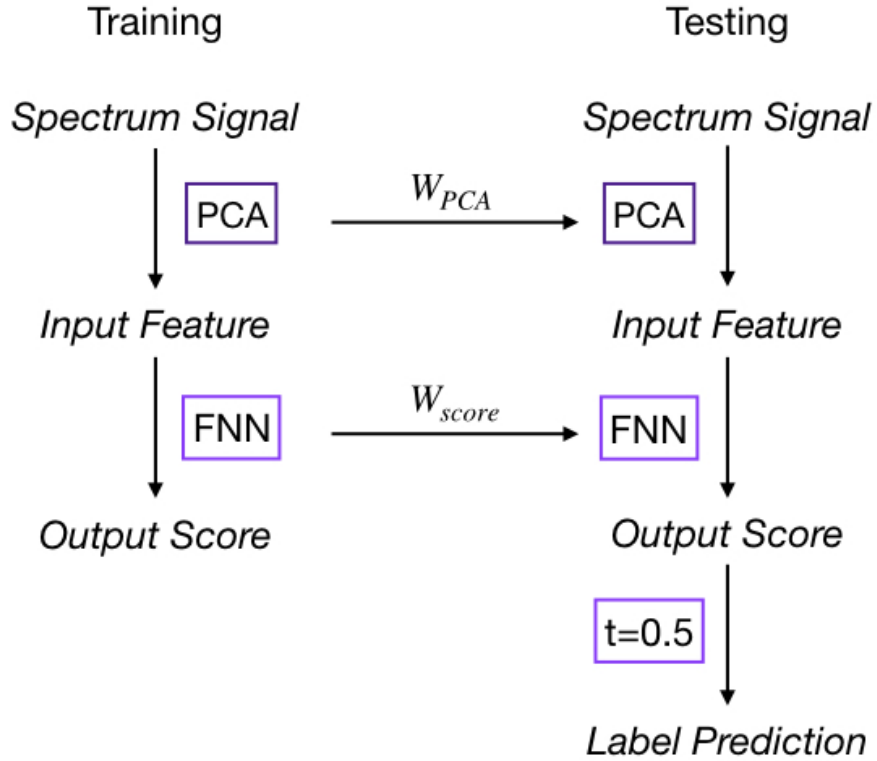 Training Testing
Spectrum Signal Spectrum Signal
PCA W_PCA PCA
Input Feature Input Feature
FNN W_score FNN
Output Score Output Score
t=0.5
Label Prediction